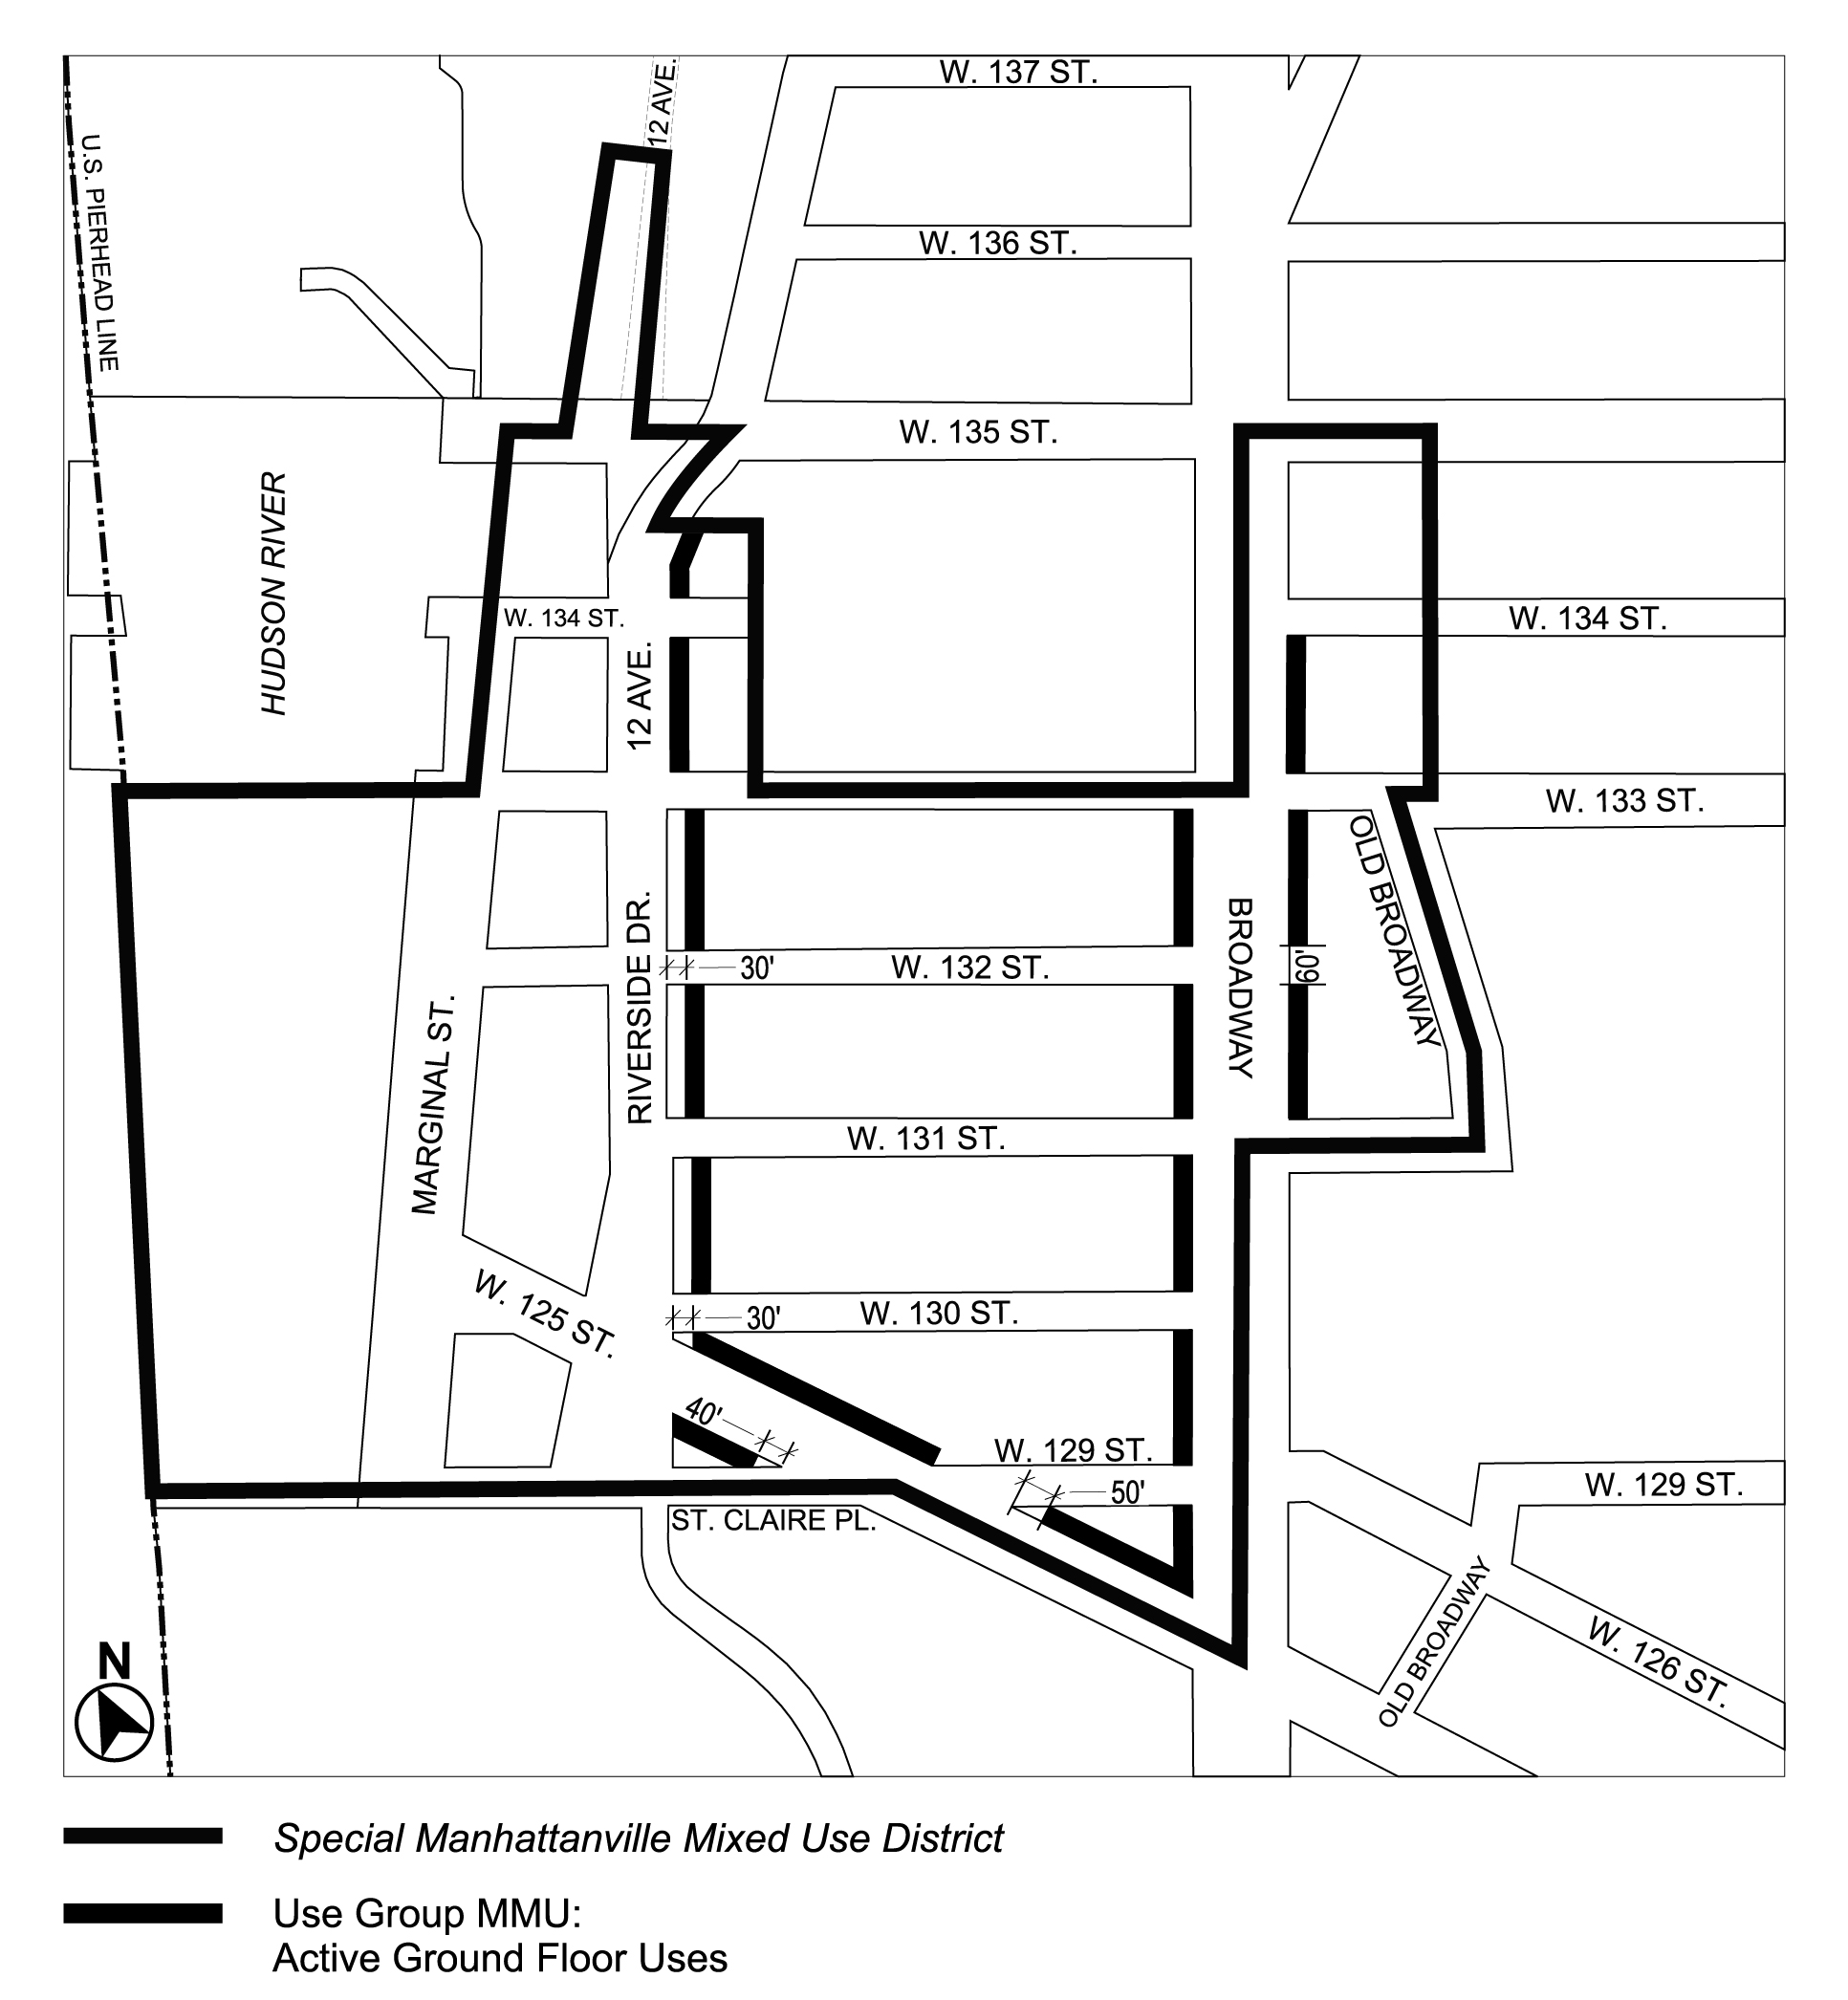 W. 137 ST.
12 AVE.
U.S. PIERHEAD LINE
W. 136 ST.
W. 135 ST.
HUDSON RIVER
W. 134 ST.
W. 134 ST.
12 AVE.
W. 133 ST.
OLD BROADWAY
RIVERSIDE DR.
BROADWAY
30'
W. 132 ST.
60'
MARGINAL ST.
W. 131 ST.
W. 125 ST.
30'
W. 130 ST.
40'
W. 129 ST.
50'
W. 129 ST.
ST. CLAIRE PL.
OLD BROADWAY
W. 126 ST.
N
Special Manhattanville Mixed Use District
Use Group MMU:
Active Ground Floor Uses